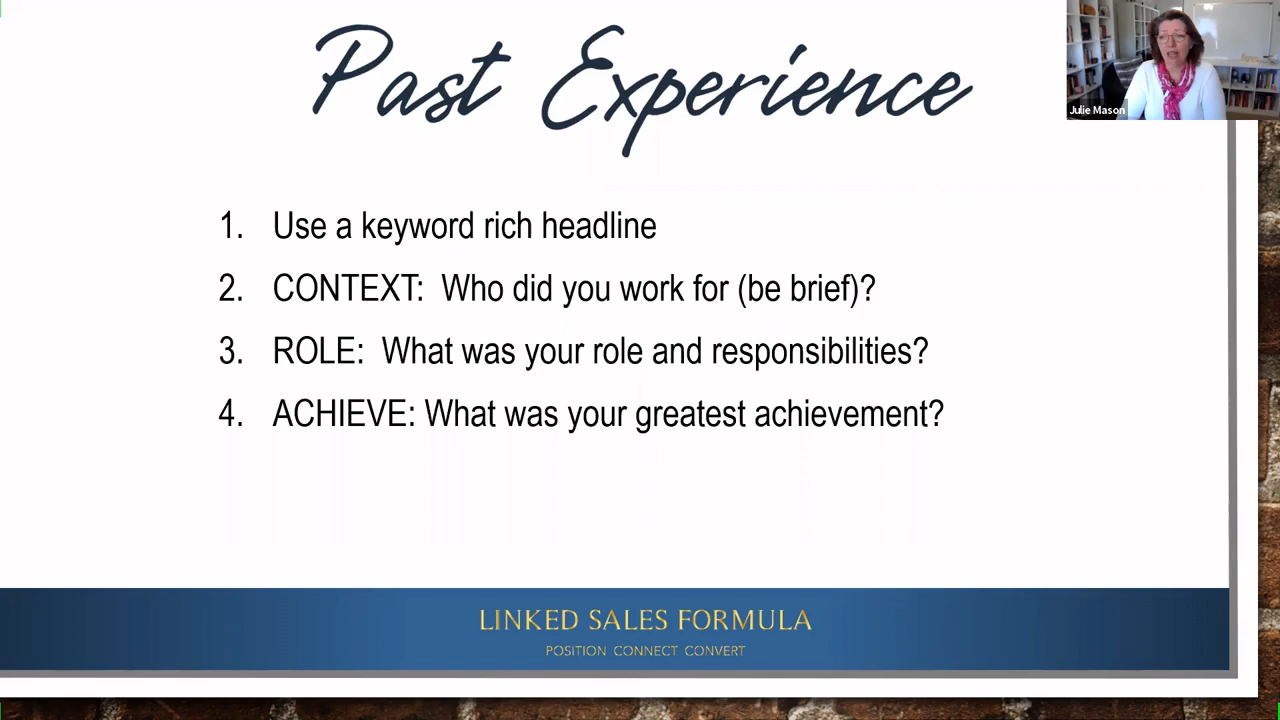 Past Experience
Julie Mason
1. Use a keyword rich headline
2. CONTEXT: Who did you work for (be brief)?
3. ROLE: What was your role and responsibilities?
4. ACHIEVE: What was your greatest achievement?
LINKED SALES FORMULA
POSITION CONNECT CONVERT